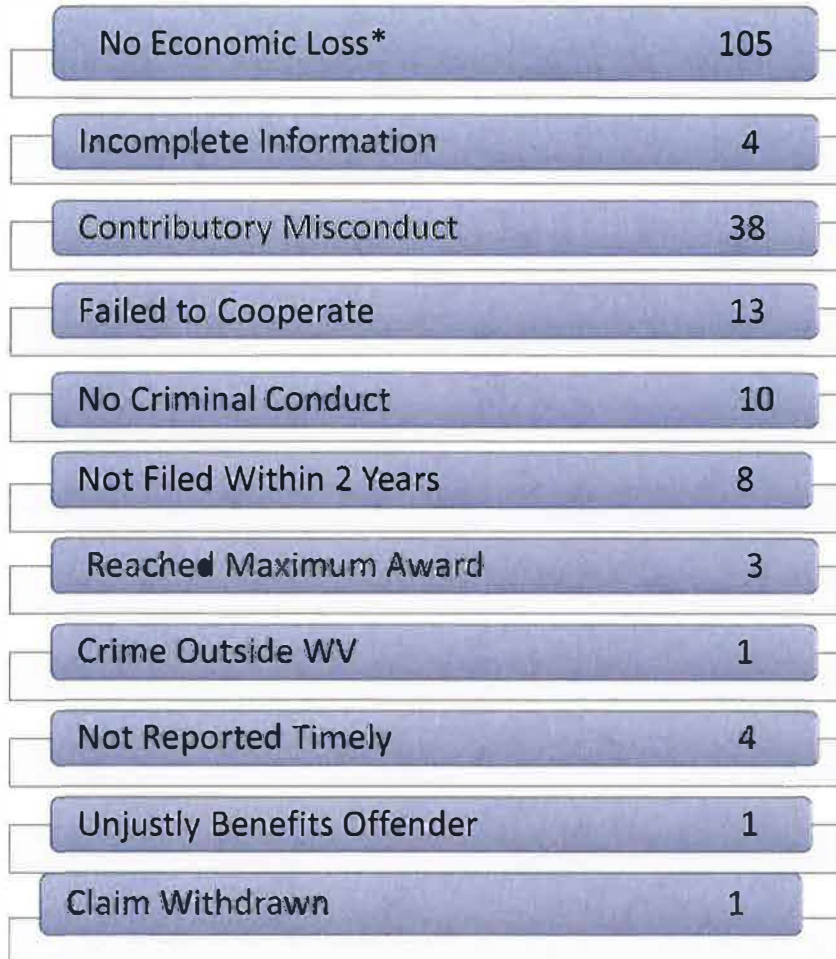 No Economic Loss* 105
Incomplete Information 4
Contributory Misconduct 38
Failed to Cooperate 13
No Criminal Conduct 10
Not Filed Within 2 Years 8
Reached Maximum Award 3
Crime Outside WV 1
Not Reported Timely 4
Unjustly Benefits Offender 1
Claim Withdrawn 1